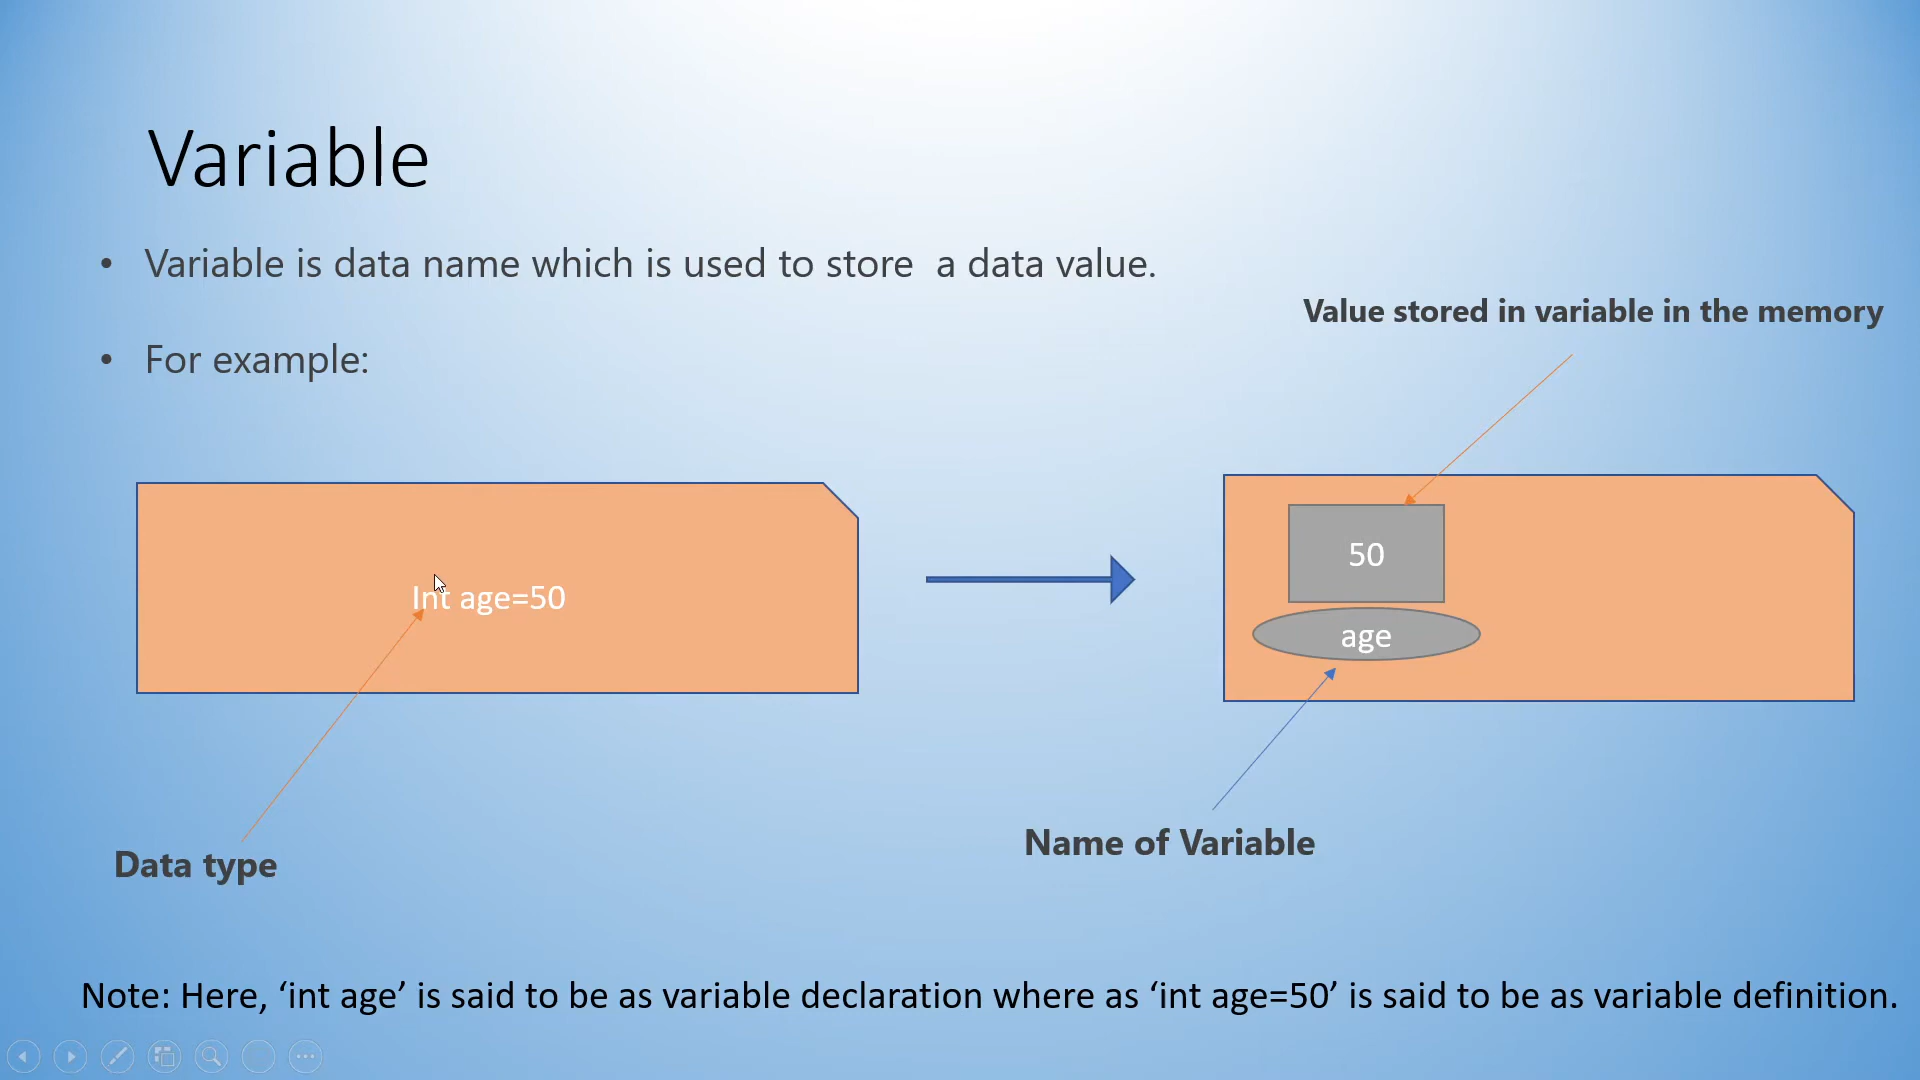 Variable
• Variable is data name which is used to store  a data value.
Value stored in variable in the memory
• For example:
Int age=50
50
age
Name of Variable
Data type
Note: Here, ‘int age’ is said to be as variable declaration where as ‘int age=50’ is said to be as variable definition.